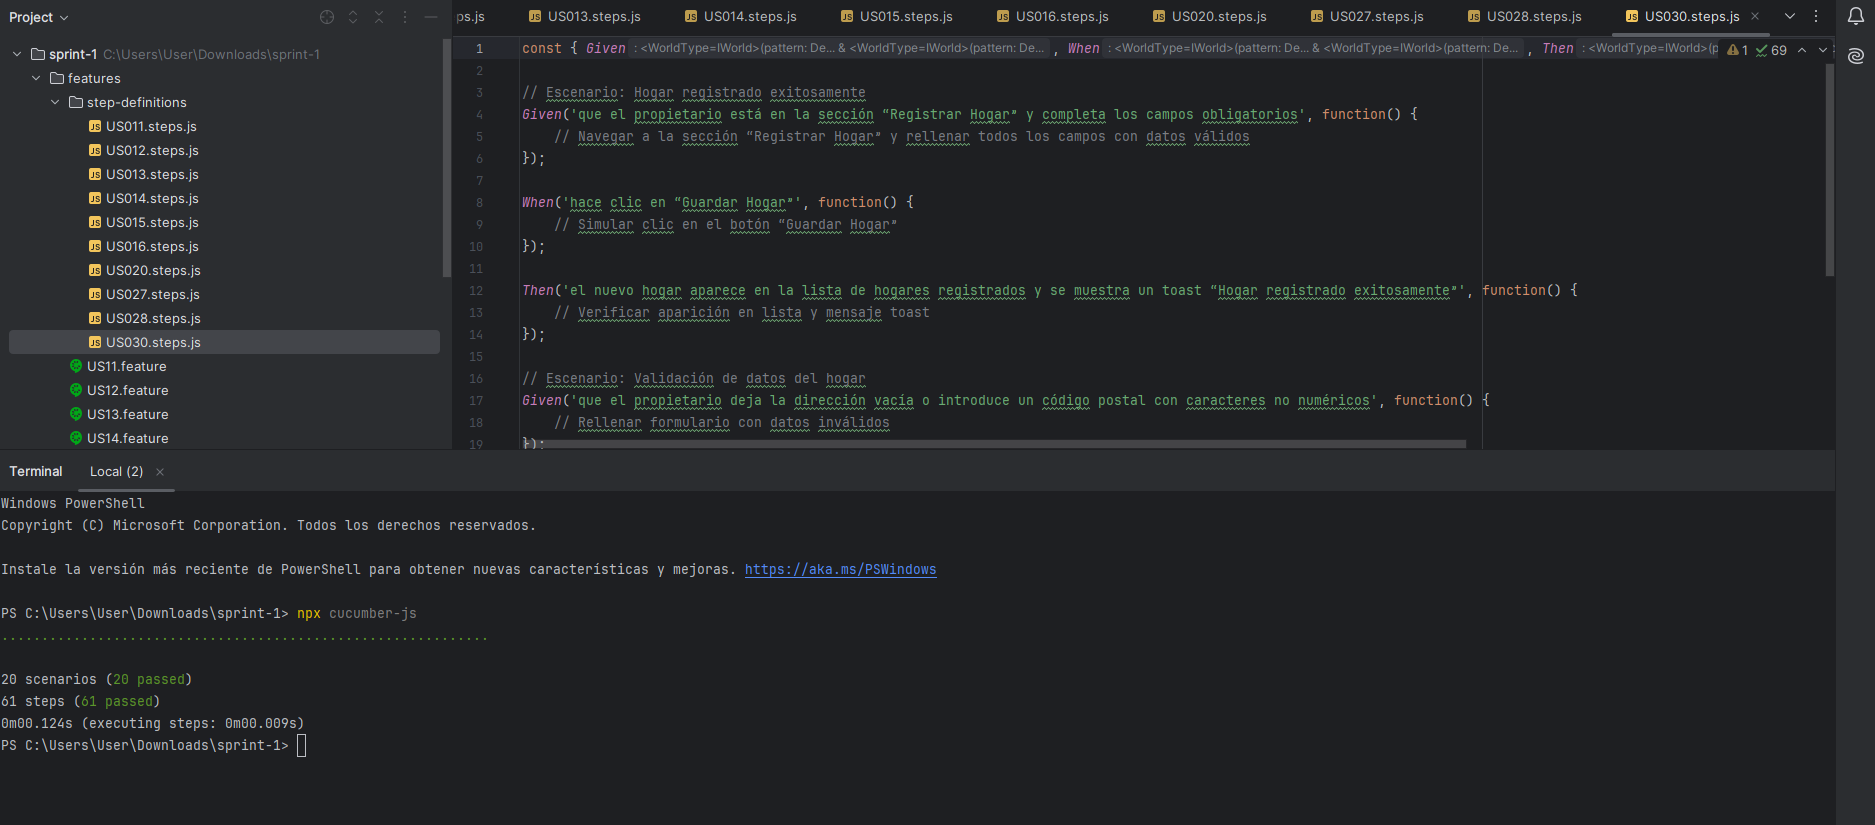 Project
sprint-1 C:\Users\User\Downloads\sprint-1
features
step-definitions
US011.steps.js
US012.steps.js
US013.steps.js
US014.steps.js
US015.steps.js
US016.steps.js
US020.steps.js
US027.steps.js
US028.steps.js
US030.steps.js
US11.feature
US12.feature
US13.feature
US14.feature
ps.js JS US013.steps.js JS US014.steps.js JS US015.steps.js JS US016.steps.js JS US020.steps.js JS US027.steps.js JS US028.steps.js JS US030.steps.js
1 const { Given : <WorldType=IWorld>(pattern: De... & <WorldType=IWorld>(pattern: De... , When : <WorldType=IWorld>(pattern: De... & <WorldType=IWorld>(pattern: De... , Then : <WorldType=IWorld>(p 1 69
2
3 // Escenario: Hogar registrado exitosamente
4 Given('que el propietario está en la sección “Registrar Hogar” y completa los campos obligatorios', function() {
5 // Navegar a la sección “Registrar Hogar” y rellenar todos los campos con datos válidos
6 });
7
8 When('hace clic en “Guardar Hogar”', function() {
9 // Simular clic en el botón “Guardar Hogar”
10 });
11
12 Then('el nuevo hogar aparece en la lista de hogares registrados y se muestra un toast “Hogar registrado exitosamente”', function() {
13 // Verificar aparición en lista y mensaje toast
14 });
15
16 // Escenario: Validación de datos del hogar
17 Given('que el propietario deja la dirección vacía o introduce un código postal con caracteres no numéricos', function() {
18 // Rellenar formulario con datos inválidos
19 });
Terminal Local (2)
Windows PowerShell
Copyright (C) Microsoft Corporation. Todos los derechos reservados.
Instale la versión más reciente de PowerShell para obtener nuevas características y mejoras. https://aka.ms/PSWindows
PS C:\Users\User\Downloads\sprint-1> npx cucumber-js
.............................................................
20 scenarios (20 passed)
61 steps (61 passed)
0m00.124s (executing steps: 0m00.009s)
PS C:\Users\User\Downloads\sprint-1>